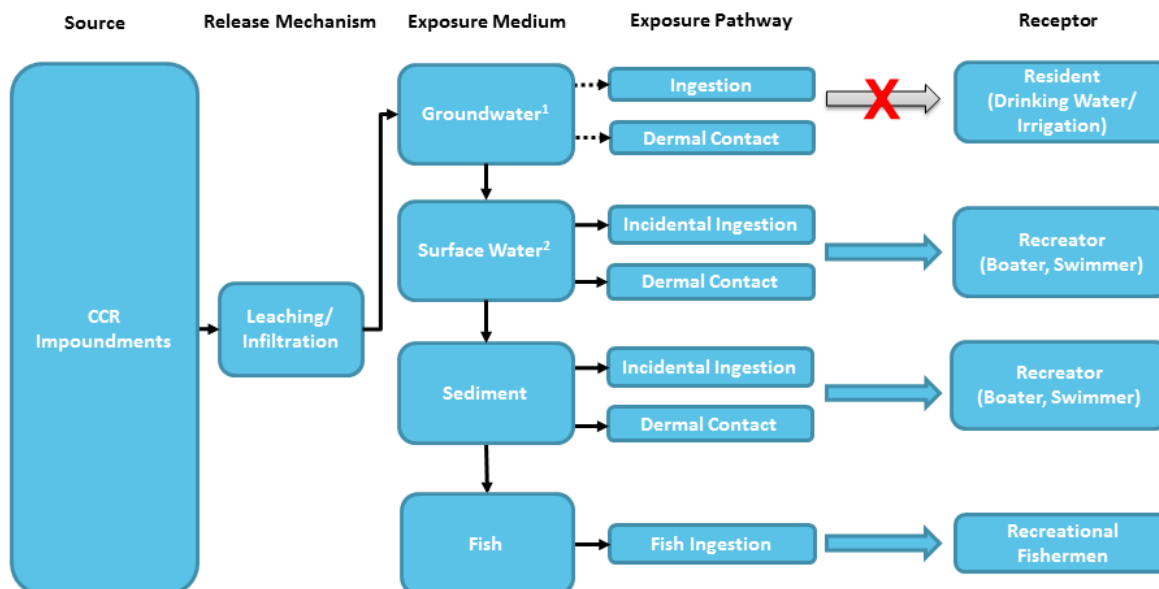 Source
Release Mechanism
Exposure Medium
Exposure Pathway
Receptor
CCR
Impoundments
Leaching/
Infiltration
Groundwater¹
Ingestion
Dermal Contact
X
Resident
(Drinking Water/
Irrigation)
Surface Water²
Incidental Ingestion
Dermal Contact
Recreator
(Boater, Swimmer)
Sediment
Incidental Ingestion
Dermal Contact
Recreator
(Boater, Swimmer)
Fish
Fish Ingestion
Recreational
Fishermen